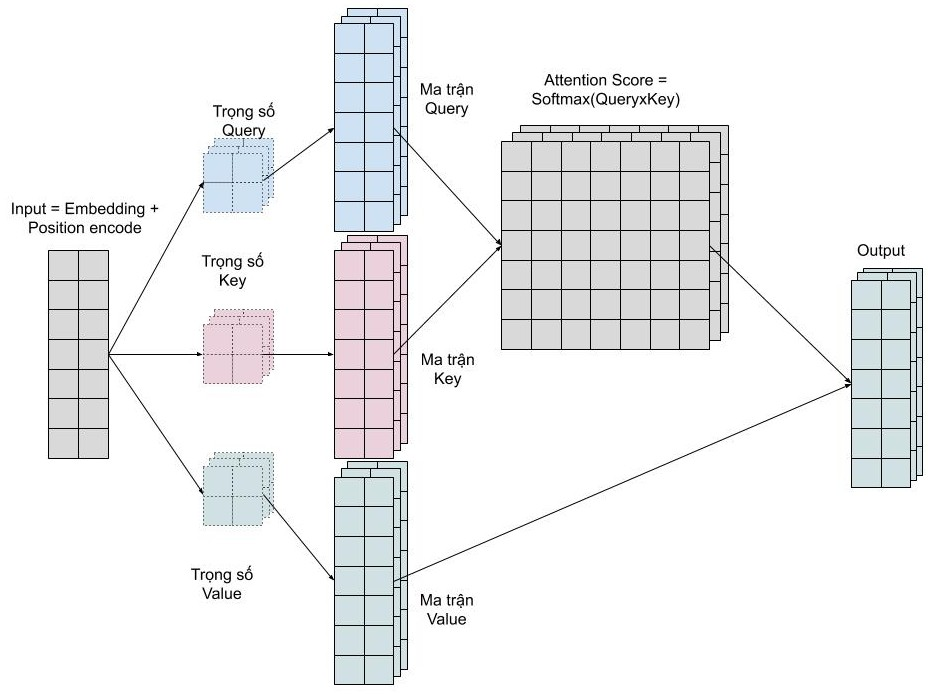 Trọng số
Query
Ma trận
Query
Attention Score =
Softmax(QueryxKey)
Input = Embedding +
Position encode
Trọng số
Key
Output
Ma trận
Key
Trọng số
Value
Ma trận
Value